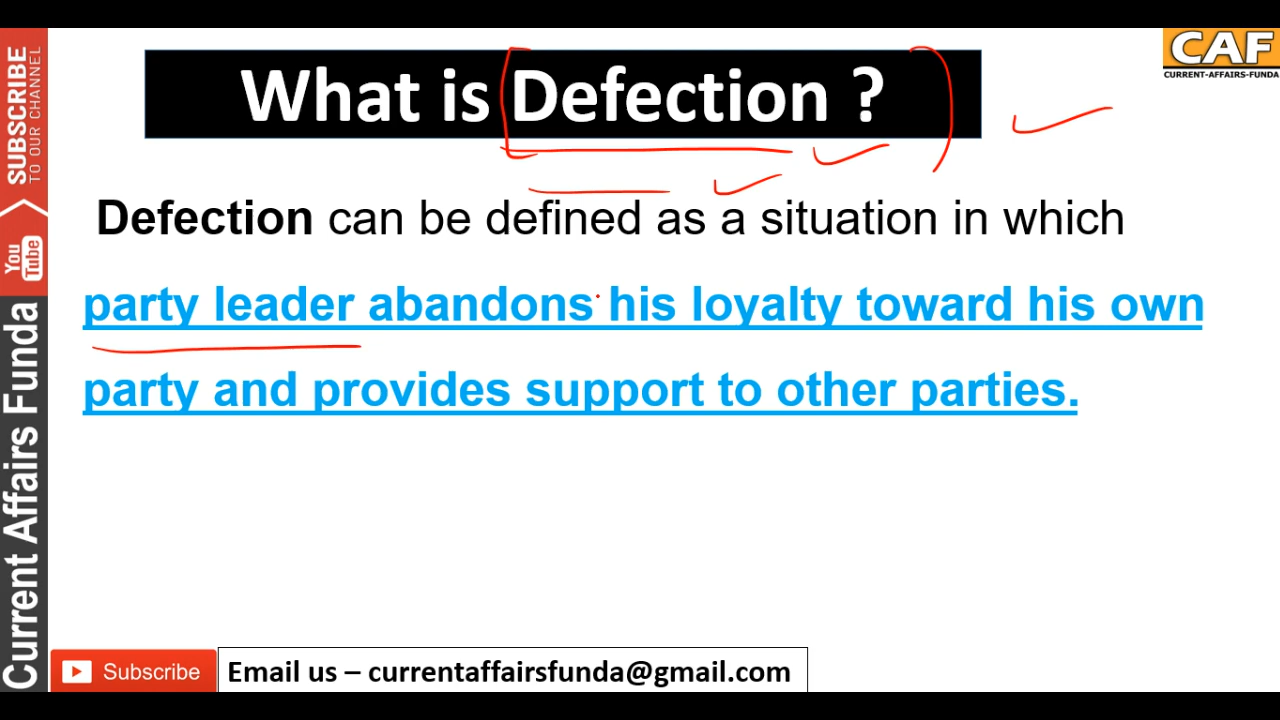 What is Defection ?
CAF
CURRENT-AFFAIRS-FUNDA
SUBSCRIBE
TO OUR CHANNEL
You
Tube
Current Affairs Funda
Defection can be defined as a situation in which
party leader abandons his loyalty toward his own
party and provides support to other parties.
Subscribe
Email us – currentaffairsfunda@gmail.com